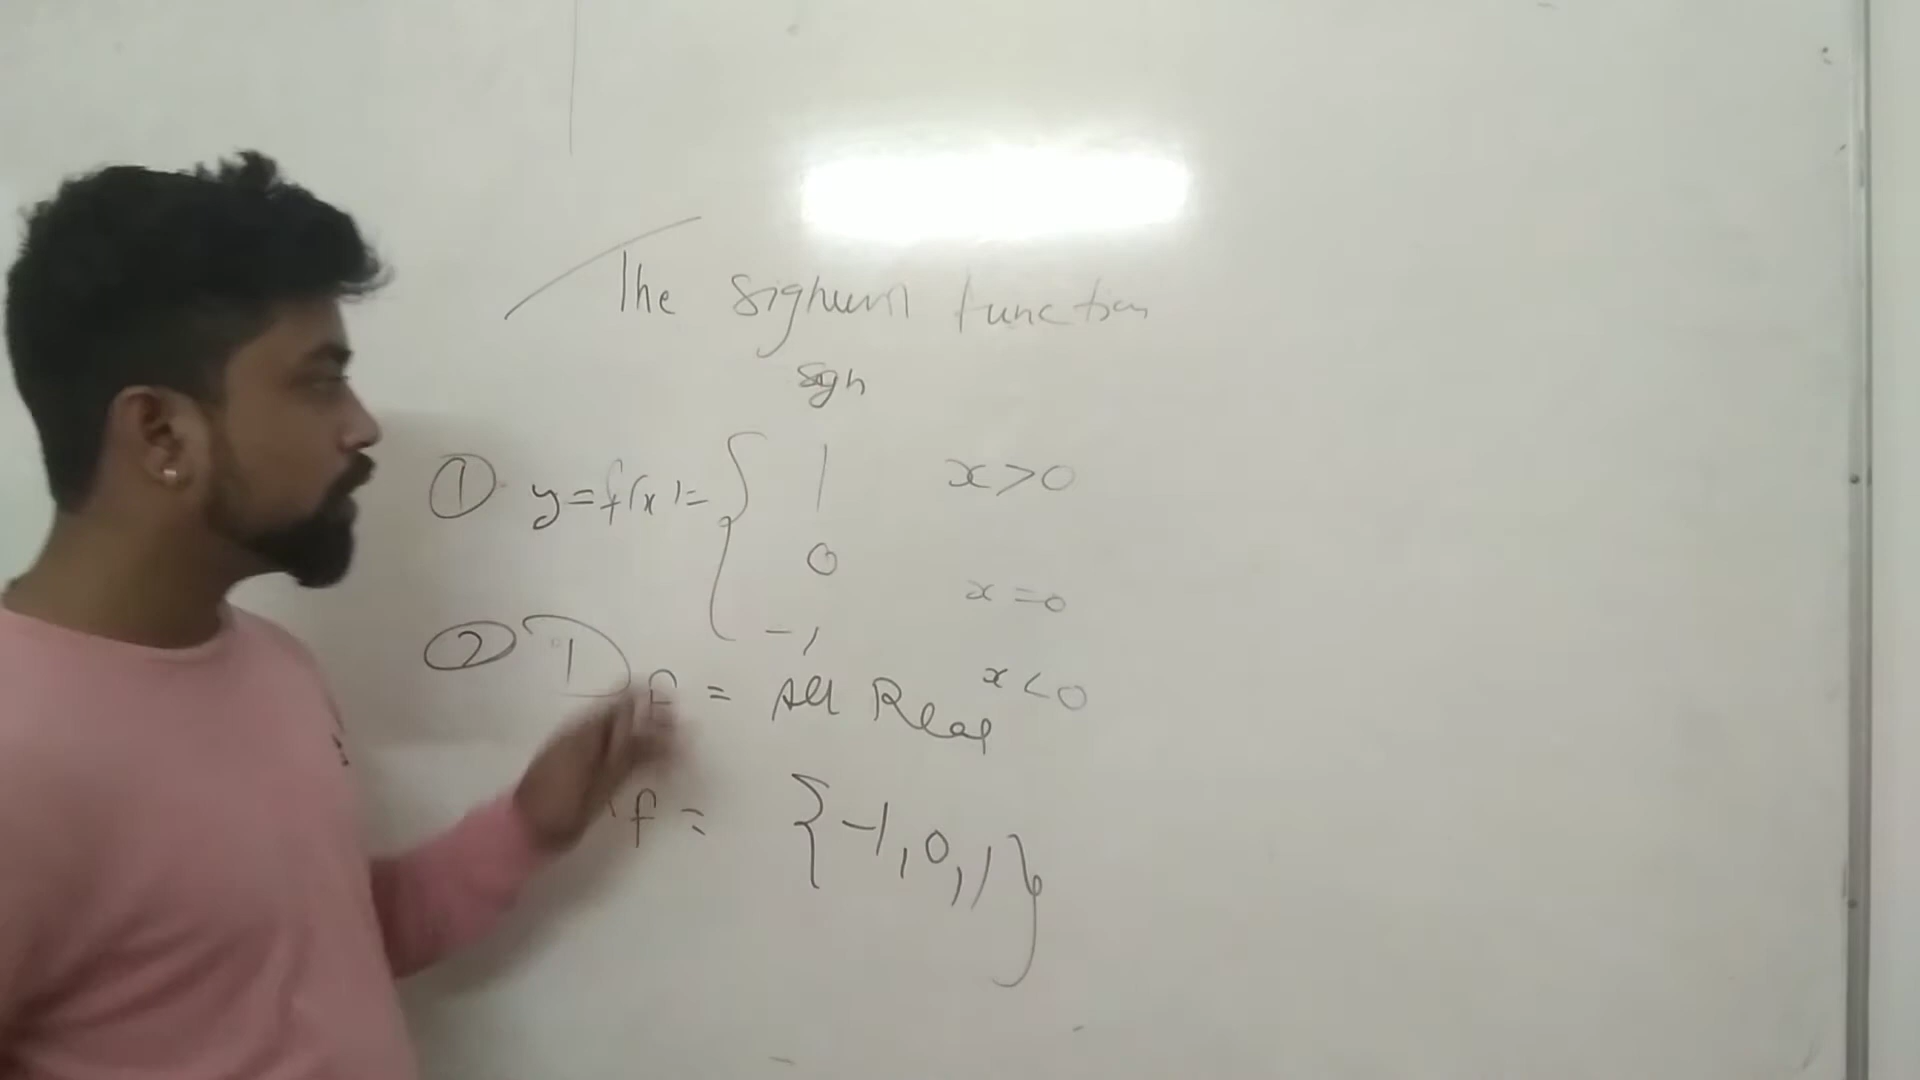 The Signum function
sgn
① y=f(x)= { 1 x>0
0 x=0
-1 x<0
② D f = All Real
f = {-1,0,1}